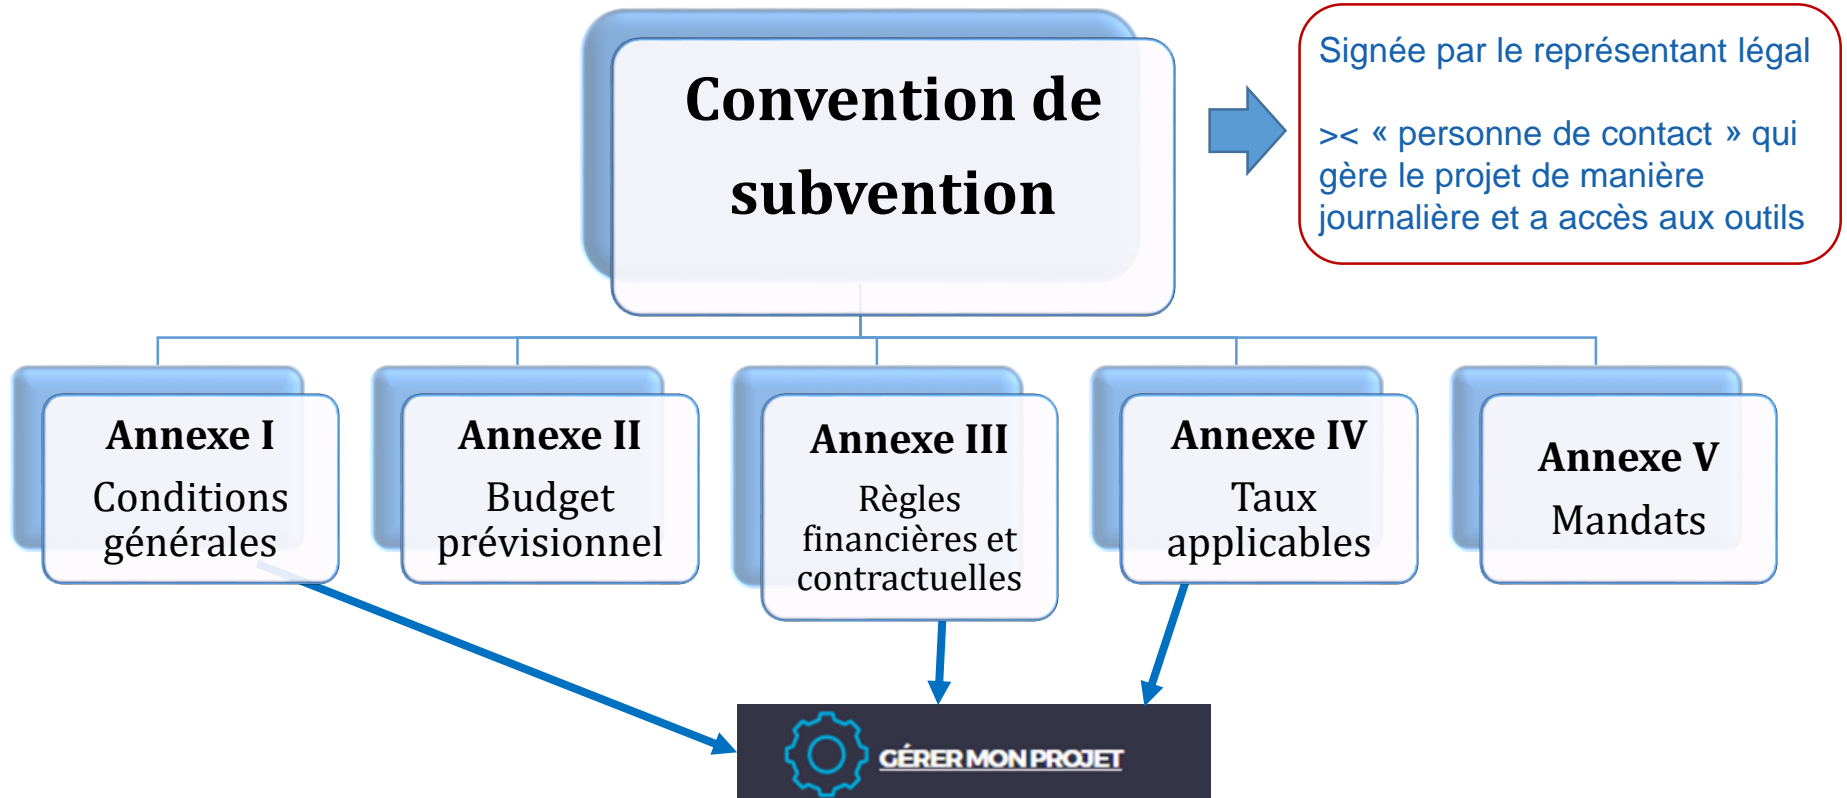 Convention de
subvention
Signée par le représentant légal
>< « personne de contact » qui
gère le projet de manière
journalière et a accès aux outils
Annexe I
Conditions
générales
Annexe II
Budget
prévisionnel
Annexe III
Règles
financières et
contractuelles
Annexe IV
Taux
applicables
Annexe V
Mandats
GÉRER MON PROJET